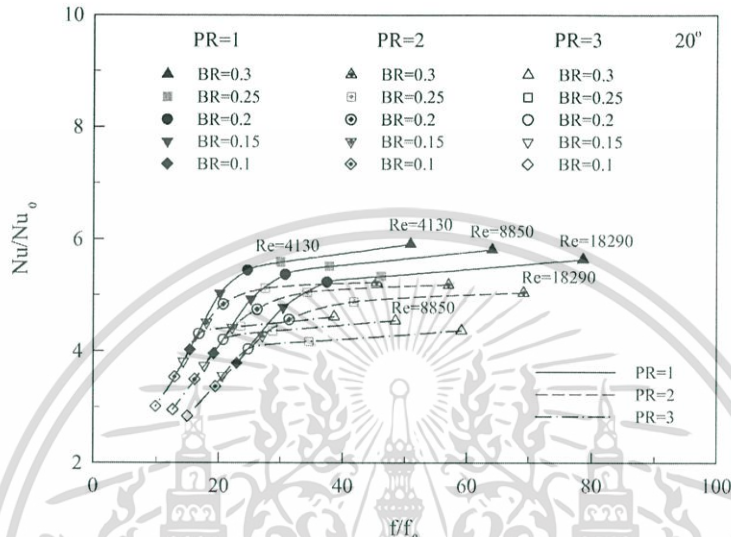 10
PR=1 PR=2 PR=3 20°
BR=0.3 BR=0.3 BR=0.3
BR=0.25 BR=0.25 BR=0.25
8
BR=0.2 BR=0.2 BR=0.2
BR=0.15 BR=0.15 BR=0.15
BR=0.1 BR=0.1 BR=0.1
Nu/Nu₀
Re=4130
Re=8850
Re=4130
Re=18290
6
Re=18290
Re=8850
4
PR=1
PR=2
PR=3
2
0 20 40 60 80 100
f/f₀